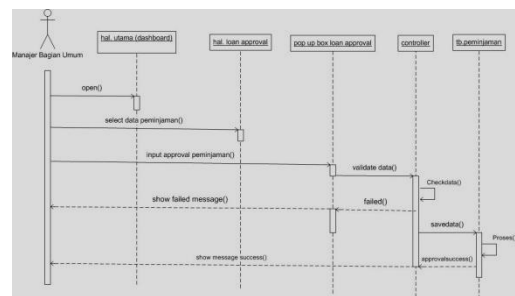 hal. utama (dashboard)
hal. loan approval
pop up box loan approval
controller
tb.peminjaman
Manajer Bagian Umum
open()
select data peminjaman()
input approval peminjaman()
validate data()
Checkdata()
show failed message()
failed()
savedata()
Proses()
show message success()
approvalsuccess()